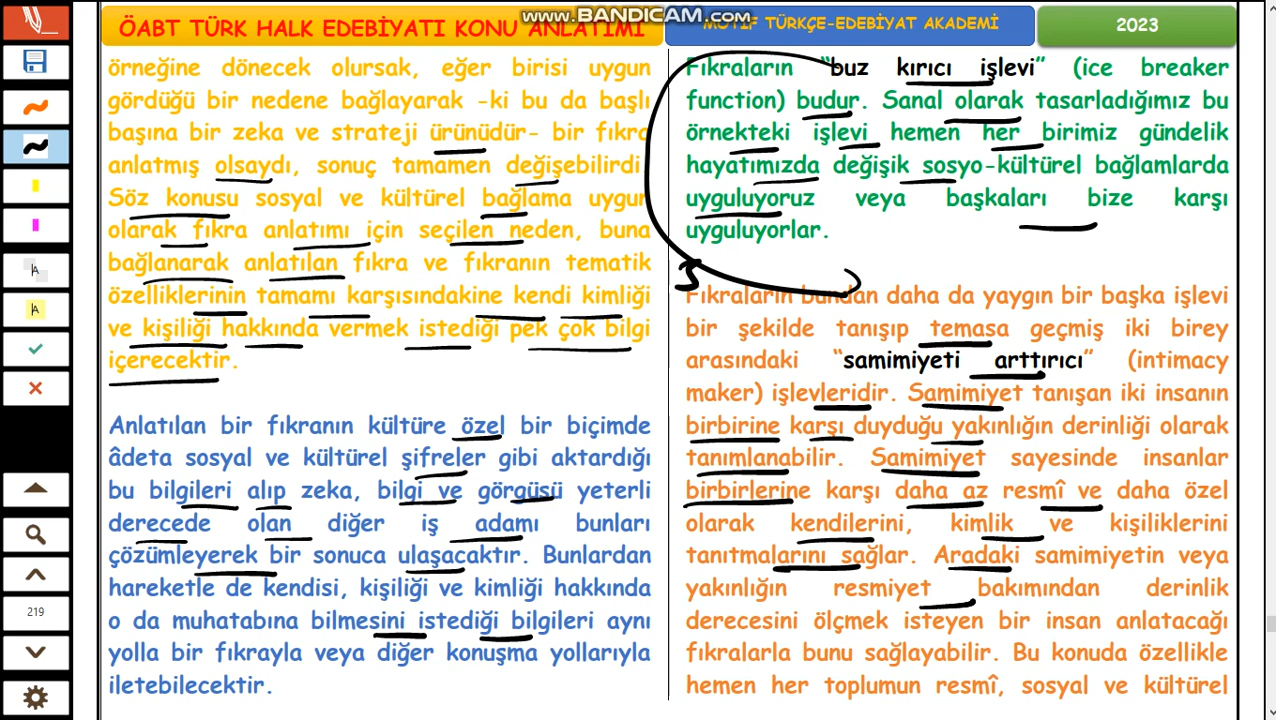 www.BANDICAM.com
ÖABT TÜRK HALK EDEBİYATI KONU ANLATIMI
MOTİF TÜRKÇE-EDEBİYAT AKADEMİ
2023
örneğine dönecek olursak, eğer birisi uygun
gördüğü bir nedene bağlayarak -ki bu da başlı
başına bir zeka ve strateji ürünüdür- bir fıkra
anlatmış olsaydı, sonuç tamamen değişebilirdi
Söz konusu sosyal ve kültürel bağlama uygun
olarak fıkra anlatımı için seçilen neden, buna
bağlanarak anlatılan fıkra ve fıkranın tematik
özelliklerinin tamamı karşısındakine kendi kimliği
ve kişiliği hakkında vermek istediği pek çok bilgi
içerecektir.
Anlatılan bir fıkranın kültüre özel bir biçimde
âdeta sosyal ve kültürel şifreler gibi aktardığı
bu bilgileri alıp zeka, bilgi ve görgüsü yeterli
derecede olan diğer iş adamı bunları
çözümleyerek bir sonuca ulaşacaktır. Bunlardan
hareketle de kendisi, kişiliği ve kimliği hakkında
o da muhatabına bilmesini istediği bilgileri aynı
yolla bir fıkrayla veya diğer konuşma yollarıyla
iletebilecektir.
Fıkraların “buz kırıcı işlevi” (ice breaker
function) budur. Sanal olarak tasarladığımız bu
örnekteki işlevi hemen her birimiz gündelik
hayatımızda değişik sosyo-kültürel bağlamlarda
uyguluyoruz veya başkaları bize karşı
uyguluyorlar.
Fıkraların bundan daha da yaygın bir başka işlevi
bir şekilde tanışıp temasa geçmiş iki birey
arasındaki “samimiyeti arttırıcı” (intimacy
maker) işlevleridir. Samimiyet tanışan iki insanın
birbirine karşı duyduğu yakınlığın derinliği olarak
tanımlanabilir. Samimiyet sayesinde insanlar
birbirlerine karşı daha az resmî ve daha özel
olarak kendilerini, kimlik ve kişiliklerini
tanıtmalarını sağlar. Aradaki samimiyetin veya
yakınlığın resmiyet bakımından derinlik
derecesini ölçmek isteyen bir insan anlatacağı
fıkralarla bunu sağlayabilir. Bu konuda özellikle
hemen her toplumun resmî, sosyal ve kültürel
A
A
219